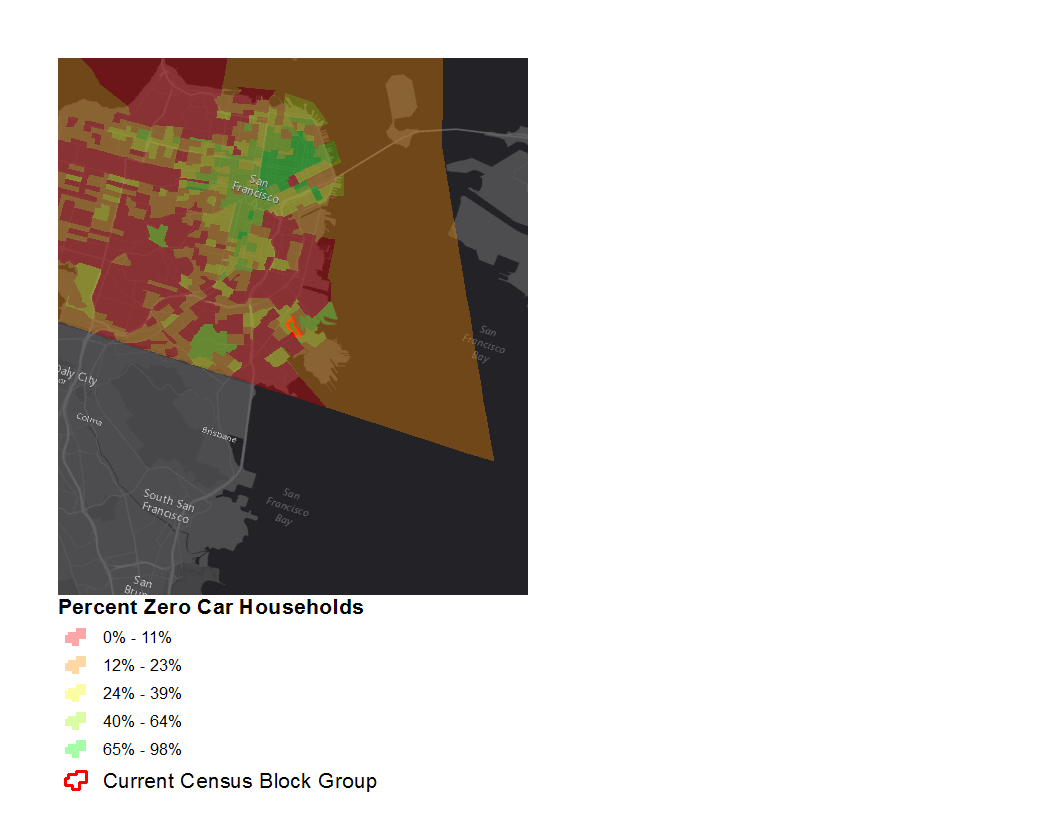 San
Francisco
San
Francisco
Bay
Daly City
Colma
Brisbane
South San
Francisco
San
Francisco
Bay
San
Percent Zero Car Households
0% - 11%
12% - 23%
24% - 39%
40% - 64%
65% - 98%
Current Census Block Group